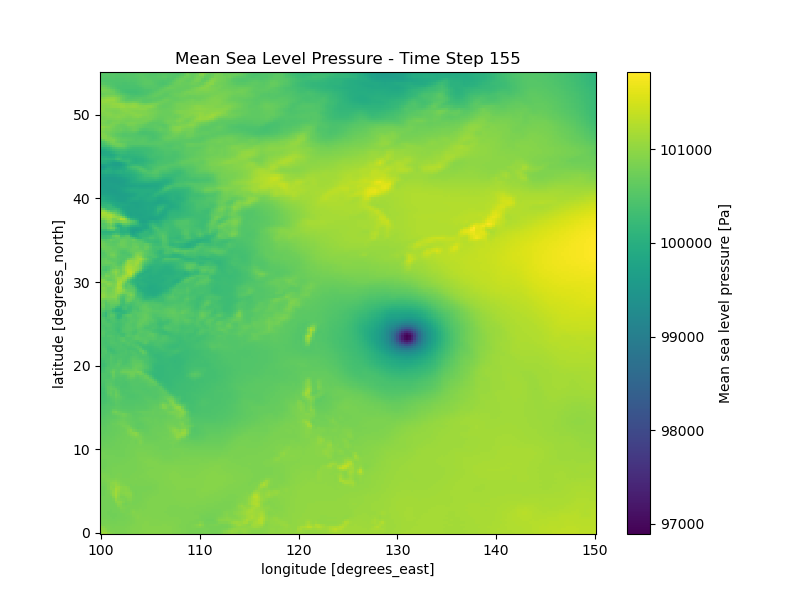 Mean Sea Level Pressure - Time Step 155
50
40
30
20
10
0
latitude [degrees_north]
100 110 120 130 140 150
longitude [degrees_east]
101000
100000
99000
98000
97000
Mean sea level pressure [Pa]